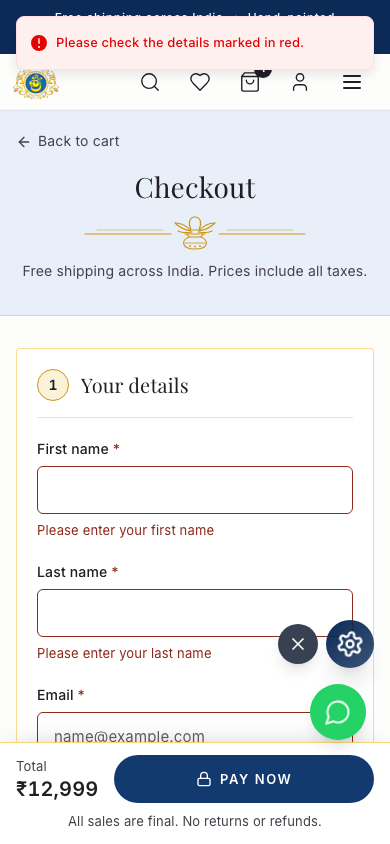 Please check the details marked in red.
Back to cart
Checkout
Free shipping across India. Prices include all taxes.
1 Your details
First name *
Please enter your first name
Last name *
Please enter your last name
Email *
name@example.com
Total
₹12,999
PAY NOW
All sales are final. No returns or refunds.